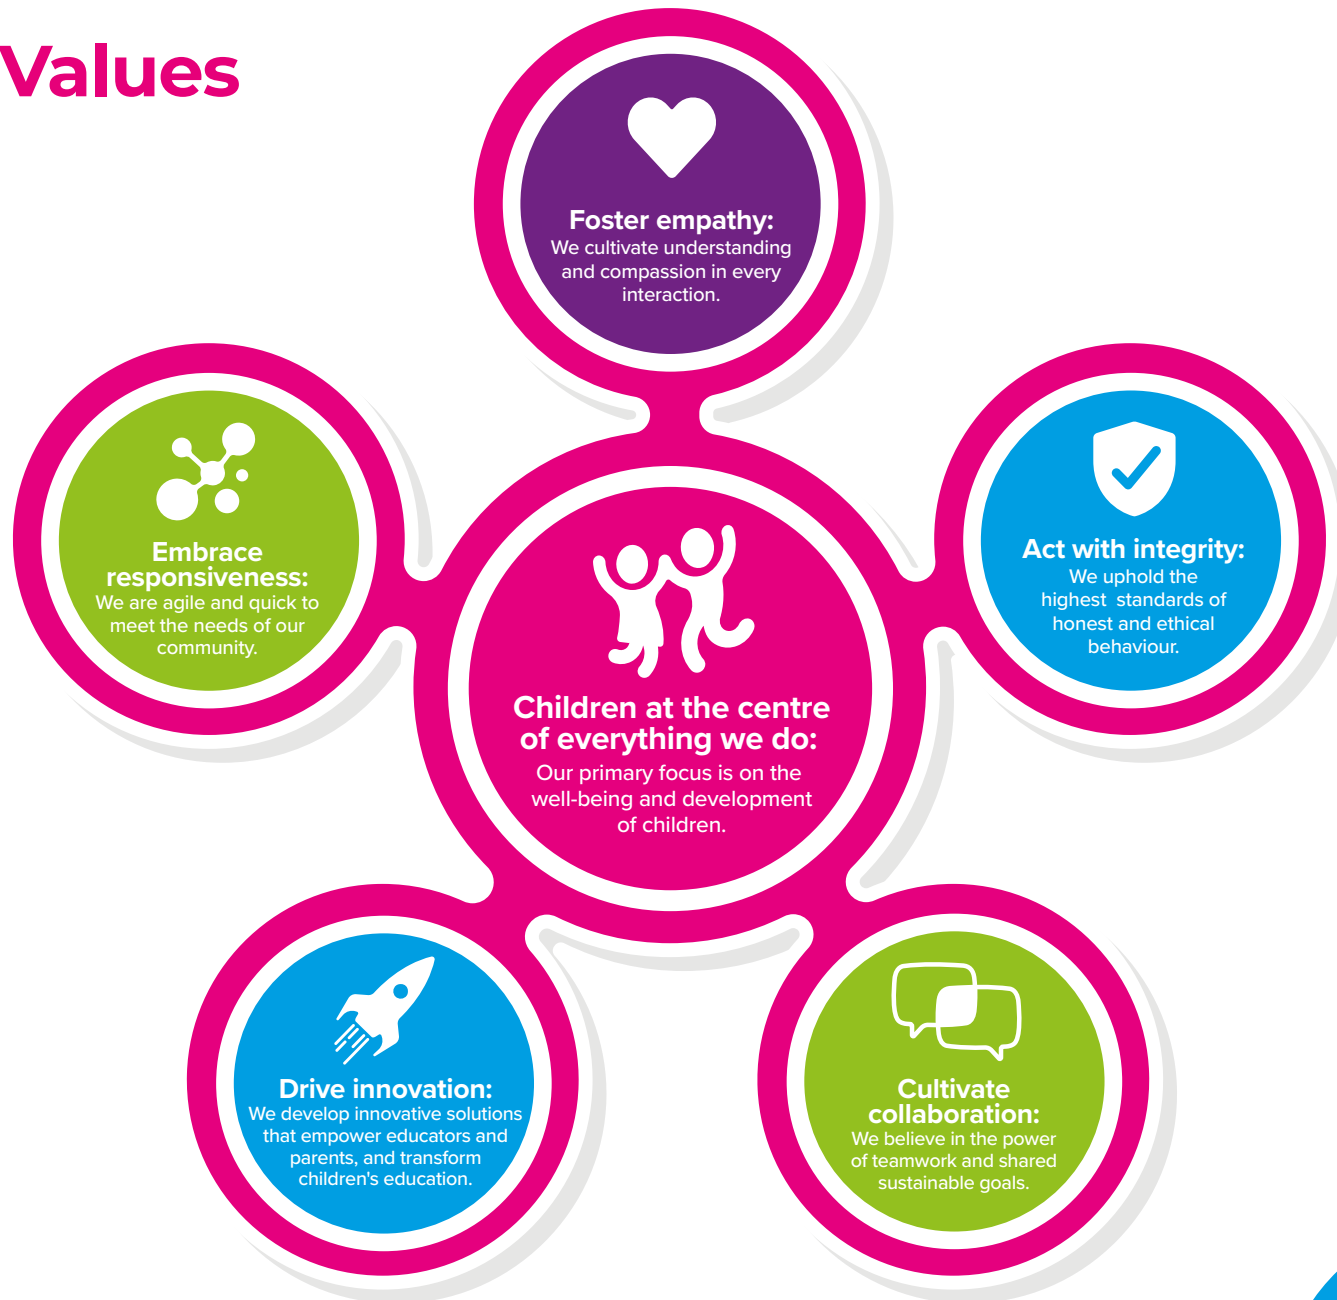 Values
Foster empathy:
We cultivate understanding
and compassion in every
interaction.
Embrace
responsiveness:
We are agile and quick to
meet the needs of our
community.
Act with integrity:
We uphold the
highest standards of
honest and ethical
behaviour.
Children at the centre
of everything we do:
Our primary focus is on the
well-being and development
of children.
Drive innovation:
We develop innovative solutions
that empower educators and
parents, and transform
children's education.
Cultivate
collaboration:
We believe in the power
of teamwork and shared
sustainable goals.